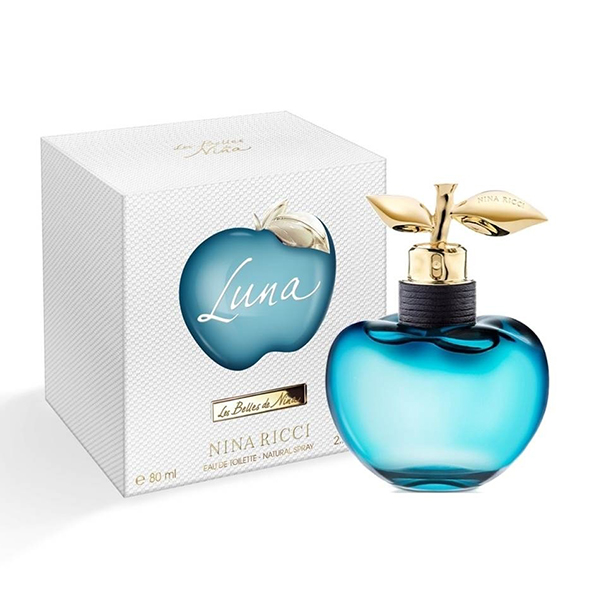 Les Belles
de Nina
NINA RICCI
Luna
Les Belles de Nina
NINA RICCI
EAU DE TOILETTE - NATURAL SPRAY
e 80 ml